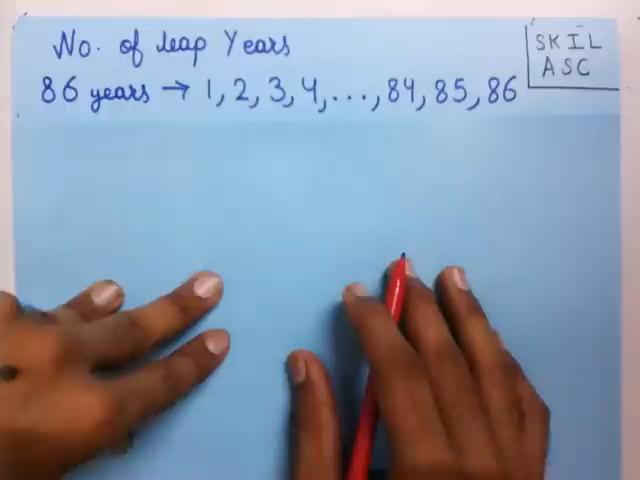 No. of leap Years
86 years → 1, 2, 3, 4, ..., 84, 85, 86
SKIL
ASC